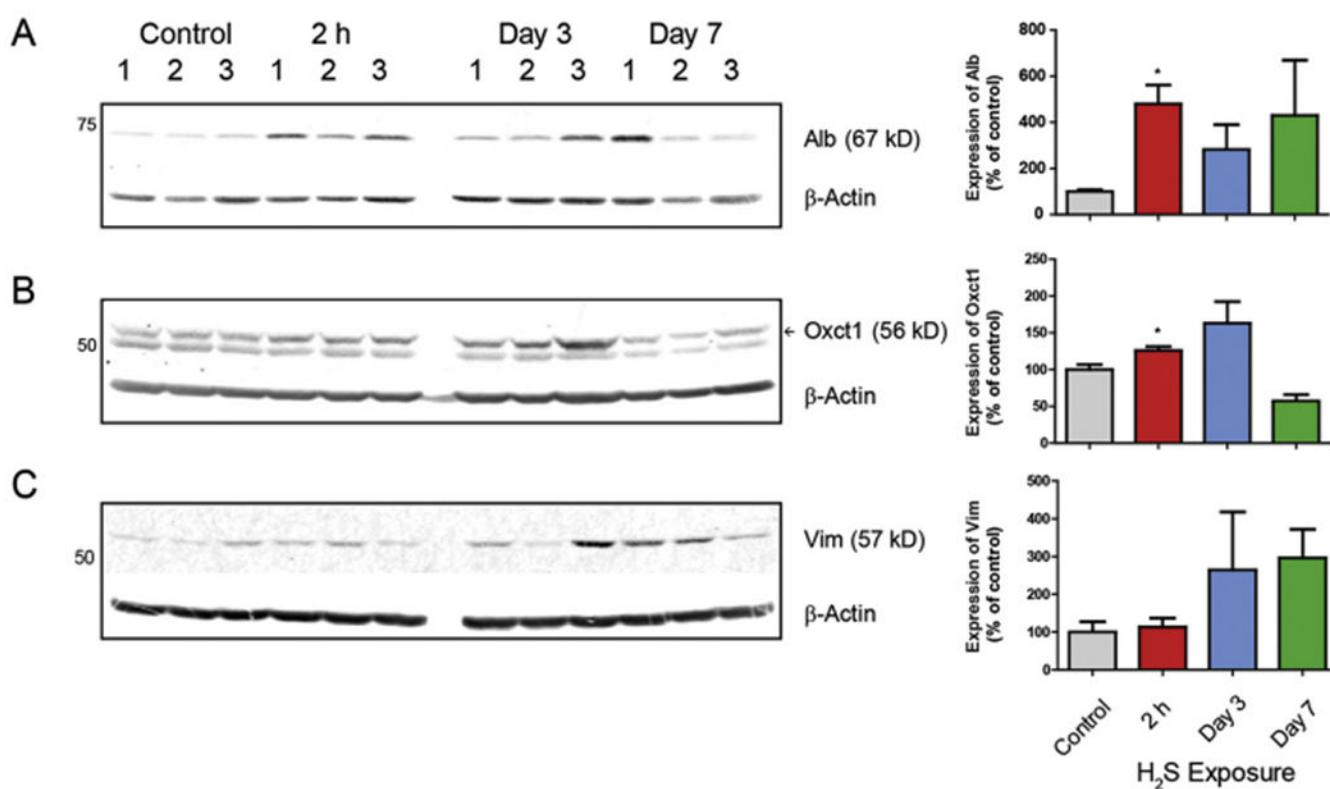 A
Control 2 h Day 3 Day 7
1 2 3 1 2 3 1 2 3 1 2 3
75
Alb (67 kD)
β-Actin
Expression of Alb
(% of control)
800
600
400
200
0
*
B
50
← Oxct1 (56 kD)
β-Actin
Expression of Oxct1
(% of control)
250
200
150
100
50
0
*
C
50
Vim (57 kD)
β-Actin
Expression of Vim
(% of control)
500
400
300
200
100
0
Control 2 h Day 3 Day 7
H₂S Exposure